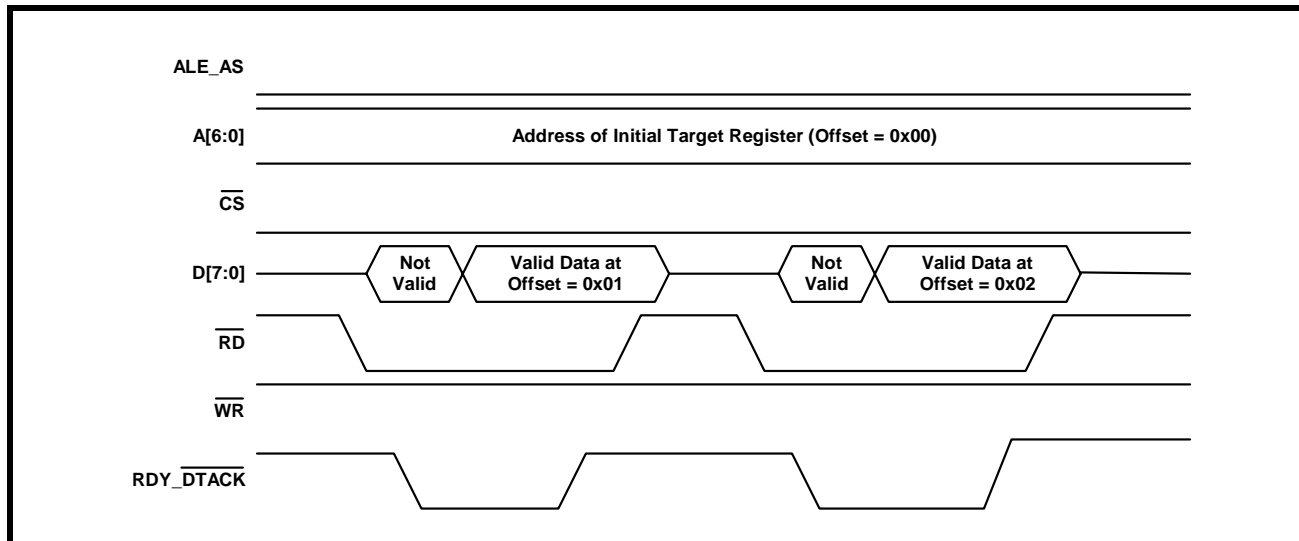 ALE_AS
A[6:0]
Address of Initial Target Register (Offset = 0x00)
CS
D[7:0]
Not
Valid
Valid Data at
Offset = 0x01
Not
Valid
Valid Data at
Offset = 0x02
RD
WR
RDY_DTACK